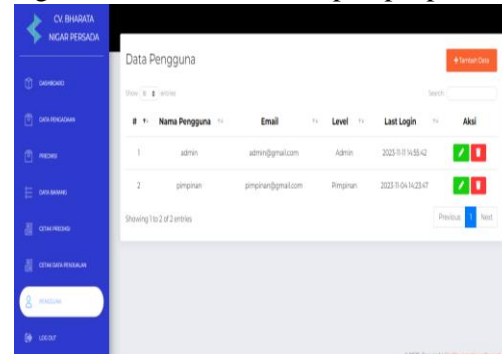 CV. BHARATA
NIGAR PERSADA
DASHBOARD
DATA PENGADAAN
PREDIKSI
DATA BARANG
CETAK PREDIKSI
CETAK DATA PENJUALAN
PENGGUNA
LOG OUT
Data Pengguna
+ Tambah Data
Show 10 entries
Search:
# Nama Pengguna Email Level Last Login Aksi
1 admin admin@gmail.com Admin 2023-11-11 14:55:42
2 pimpinan pimpinan@gmail.com Pimpinan 2023-11-04 14:23:47
Showing 1 to 2 of 2 entries
Previous 1 Next